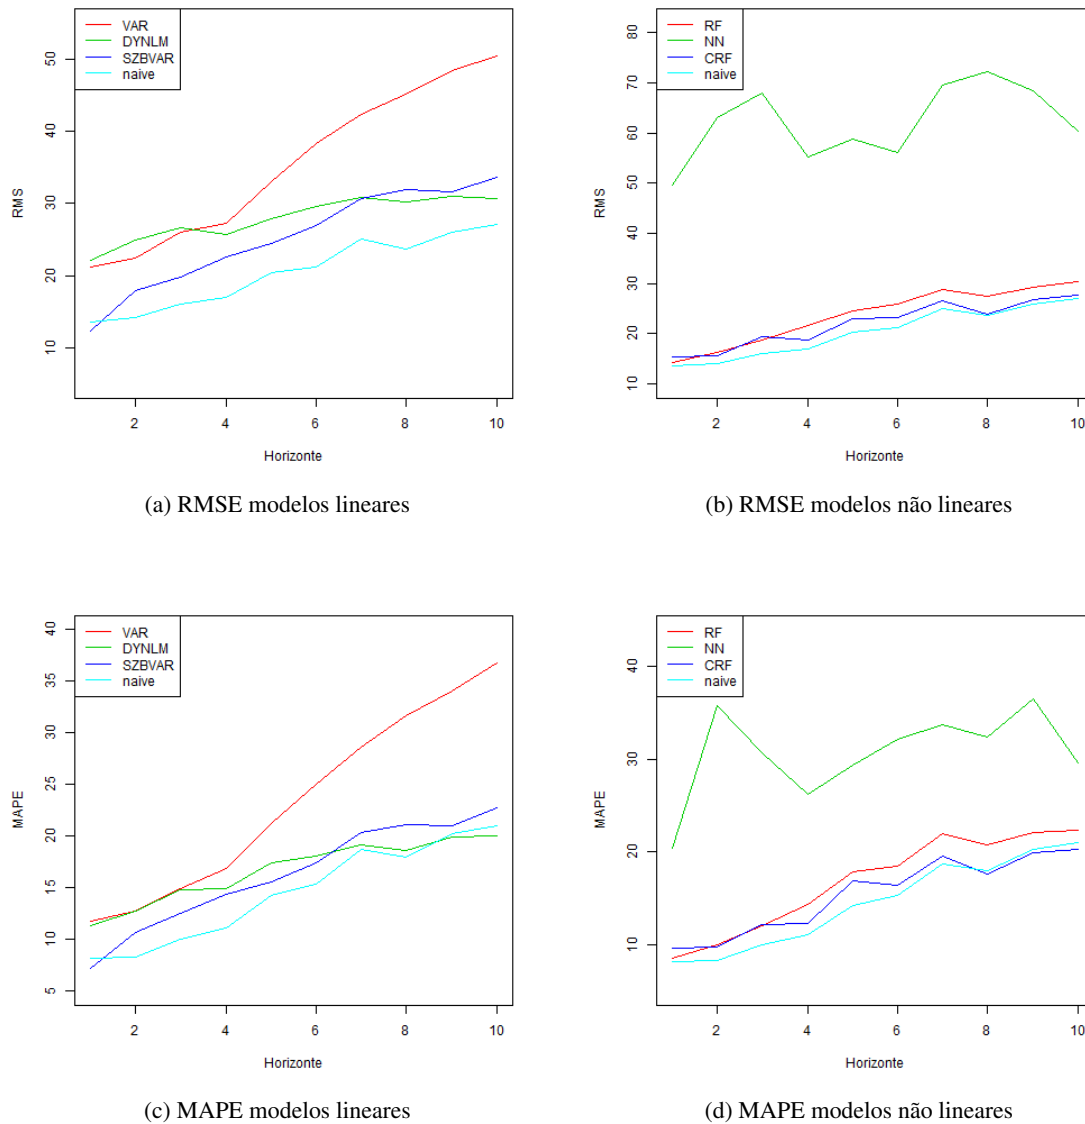 VAR
DYNLM
SZBVAR
naive
RMS
10
20
30
40
50
2
4
6
8
10
Horizonte
(a) RMSE modelos lineares
RF
NN
CRF
naive
RMS
10
20
30
40
50
60
70
80
2
4
6
8
10
Horizonte
(b) RMSE modelos não lineares
VAR
DYNLM
SZBVAR
naive
MAPE
5
10
15
20
25
30
35
40
2
4
6
8
10
Horizonte
(c) MAPE modelos lineares
RF
NN
CRF
naive
MAPE
10
20
30
40
2
4
6
8
10
Horizonte
(d) MAPE modelos não lineares